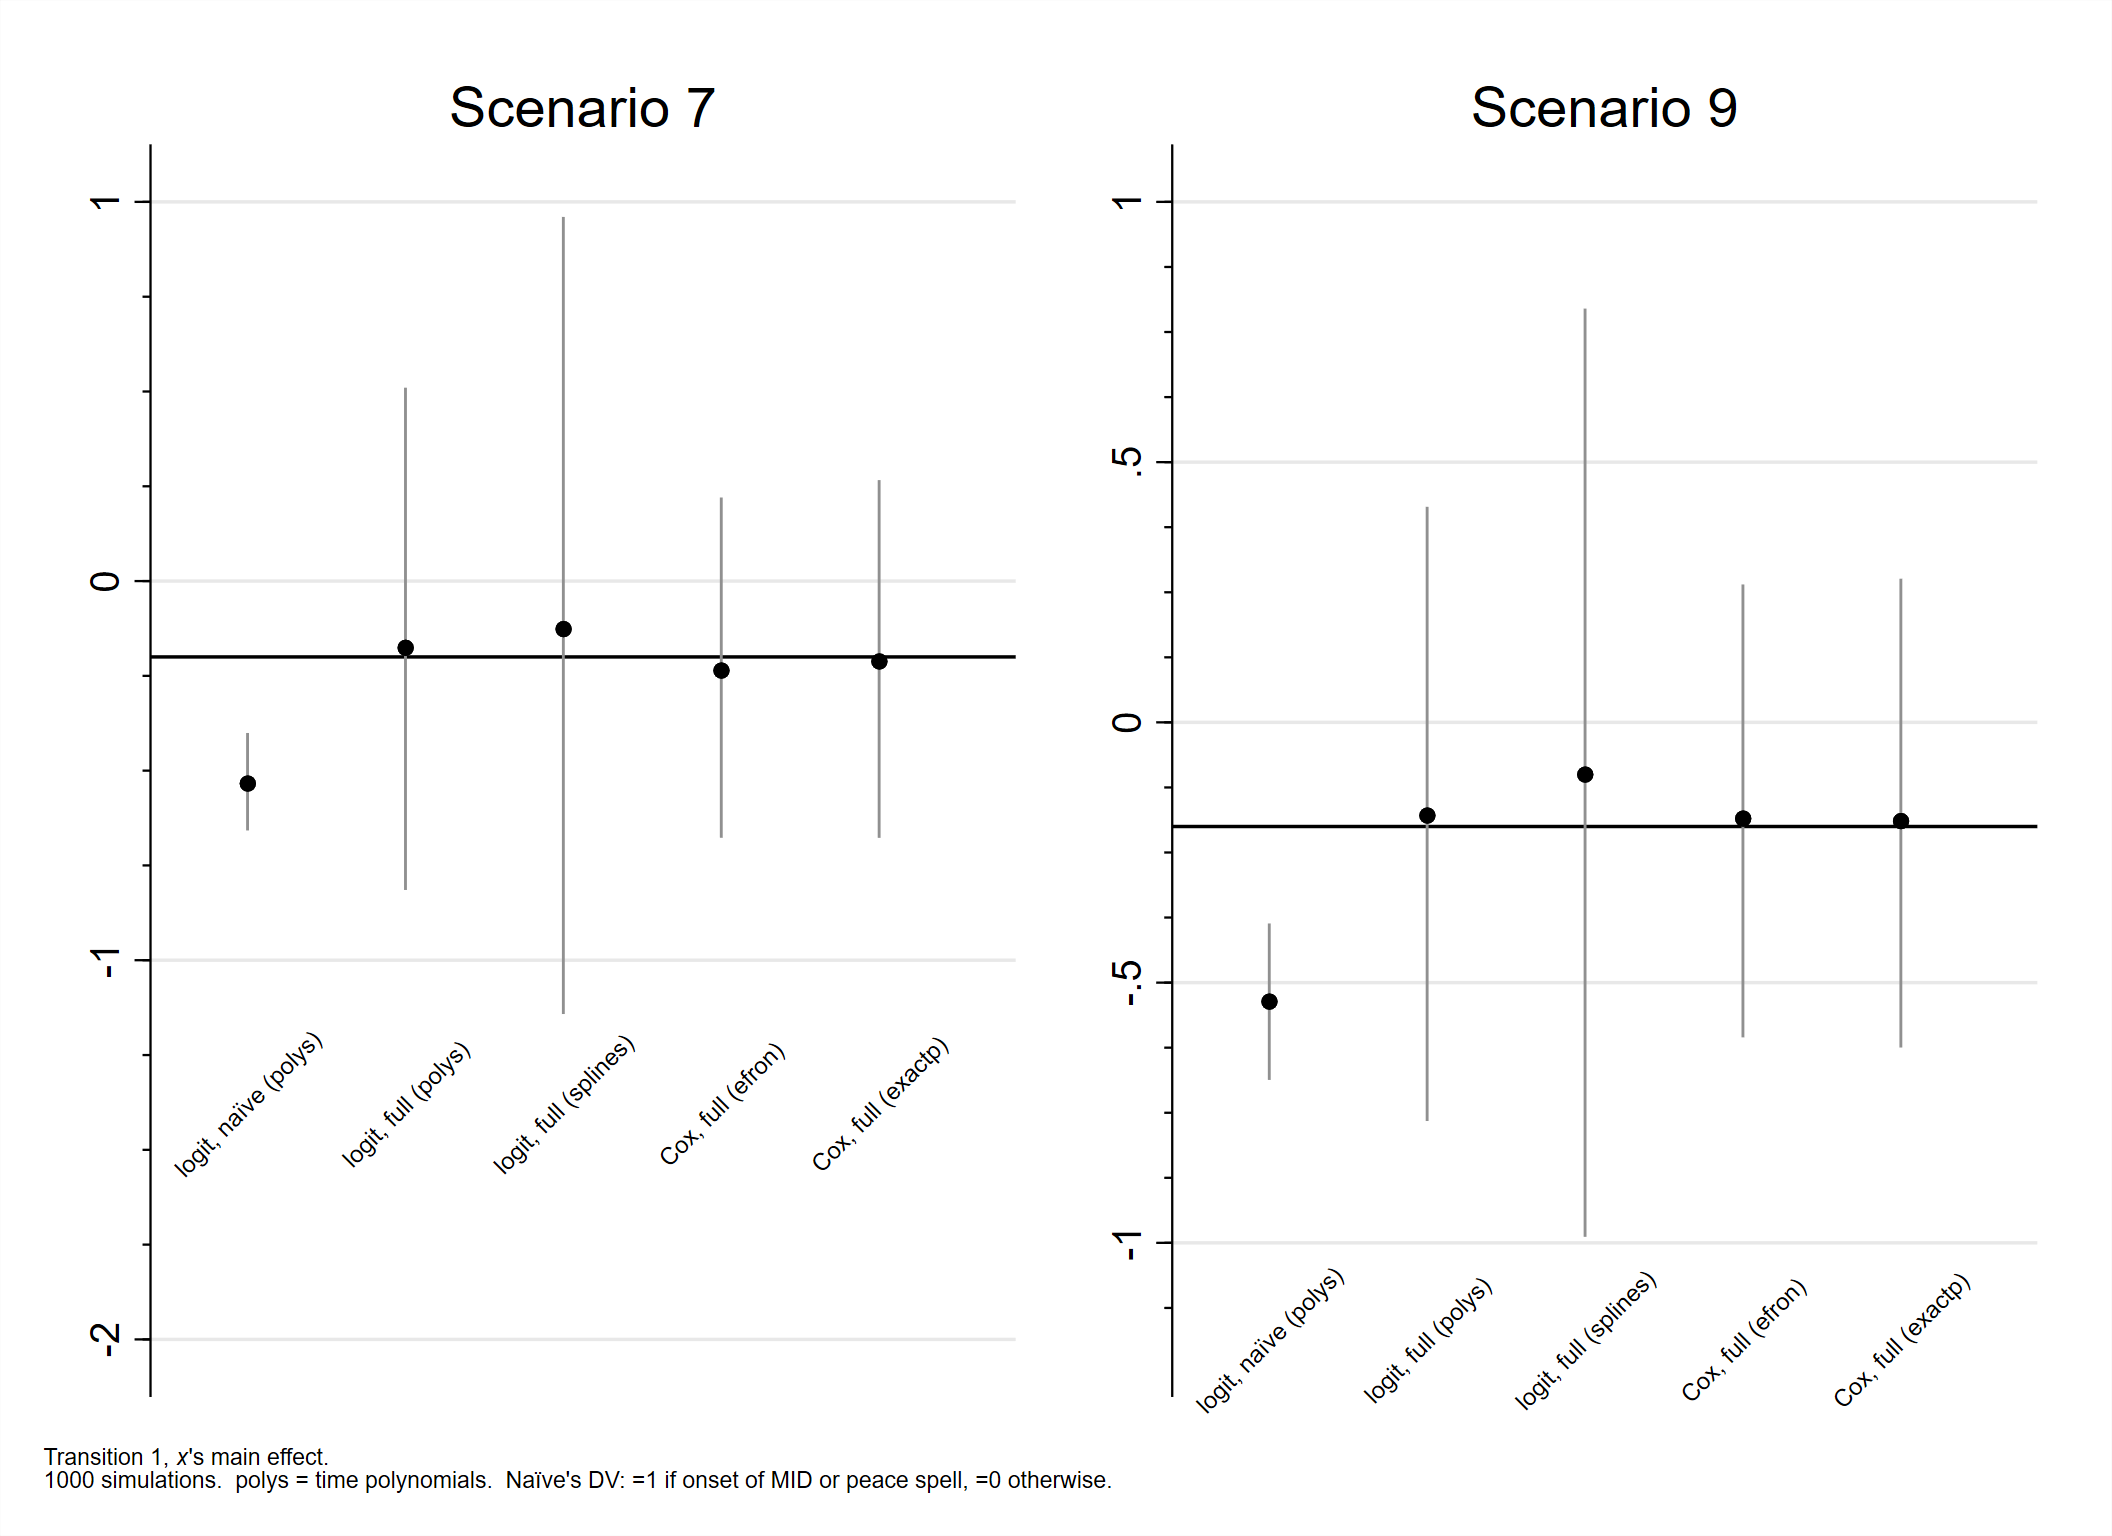 Scenario 7
1
0
-1
-2
logit, naïve (polys)
logit, full (polys)
logit, full (splines)
Cox, full (efron)
Cox, full (exactp)
Scenario 9
1
.5
0
-.5
-1
logit, naïve (polys)
logit, full (polys)
logit, full (splines)
Cox, full (efron)
Cox, full (exactp)
Transition 1, x's main effect.
1000 simulations.  polys = time polynomials.  Naïve's DV: =1 if onset of MID or peace spell, =0 otherwise.